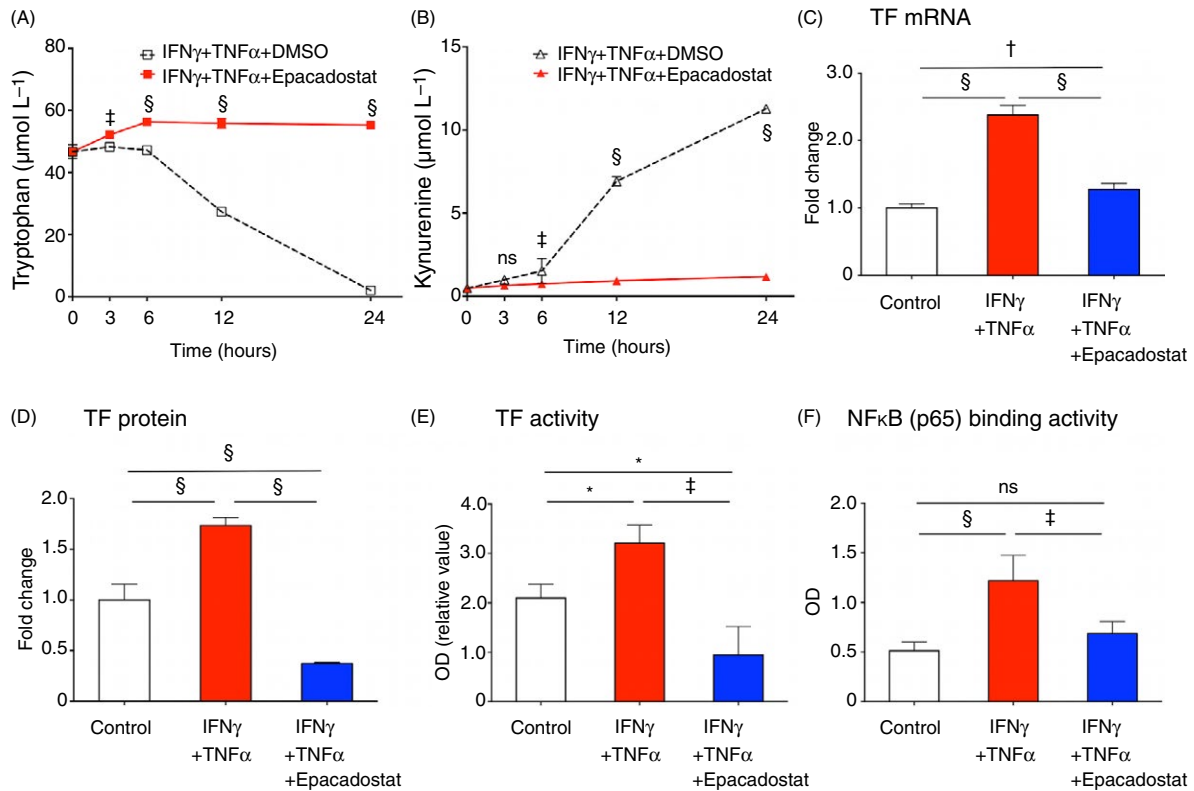 (A)
80
60
40
20
0
Tryptophan (μmol L−1)
IFNγ+TNFα+DMSO
IFNγ+TNFα+Epacadostat
‡
§
§
§
0 3 6 12 24
Time (hours)
(B)
15
10
5
0
Kynurenine (μmol L−1)
IFNγ+TNFα+DMSO
IFNγ+TNFα+Epacadostat
ns
‡
§
§
0 3 6 12 24
Time (hours)
(C) TF mRNA
†
§ §
3.0
2.0
1.0
0
Fold change
Control
IFNγ
+TNFα
IFNγ
+TNFα
+Epacadostat
(D) TF protein
§
§ §
2.0
1.5
1.0
0.5
0
Fold change
Control
IFNγ
+TNFα
IFNγ
+TNFα
+Epacadostat
(E) TF activity
*
* ‡
4.0
3.0
2.0
1.0
0
OD (relative value)
Control
IFNγ
+TNFα
IFNγ
+TNFα
+Epacadostat
(F) NFκB (p65) binding activity
ns
§ ‡
2.0
1.5
1.0
0.5
0
OD
Control
IFNγ
+TNFα
IFNγ
+TNFα
+Epacadostat